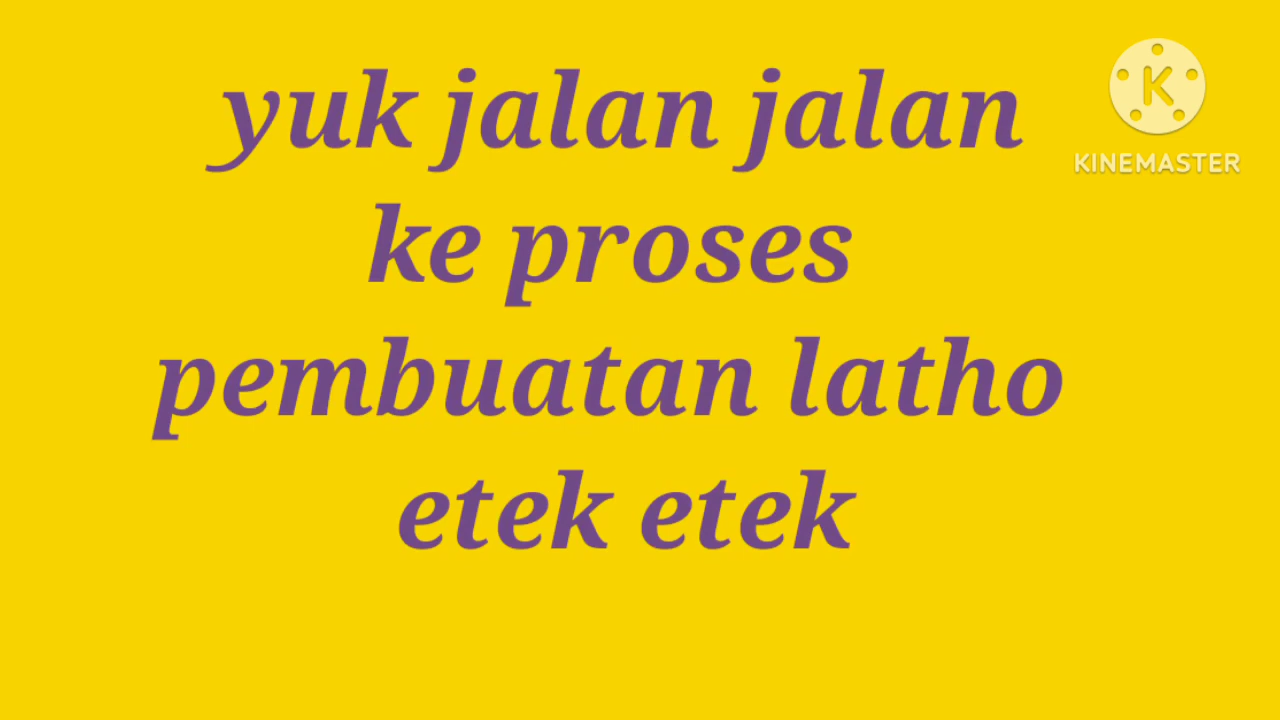 yuk jalan jalan
ke proses
pembuatan latho
etek etek
KINEMASTER